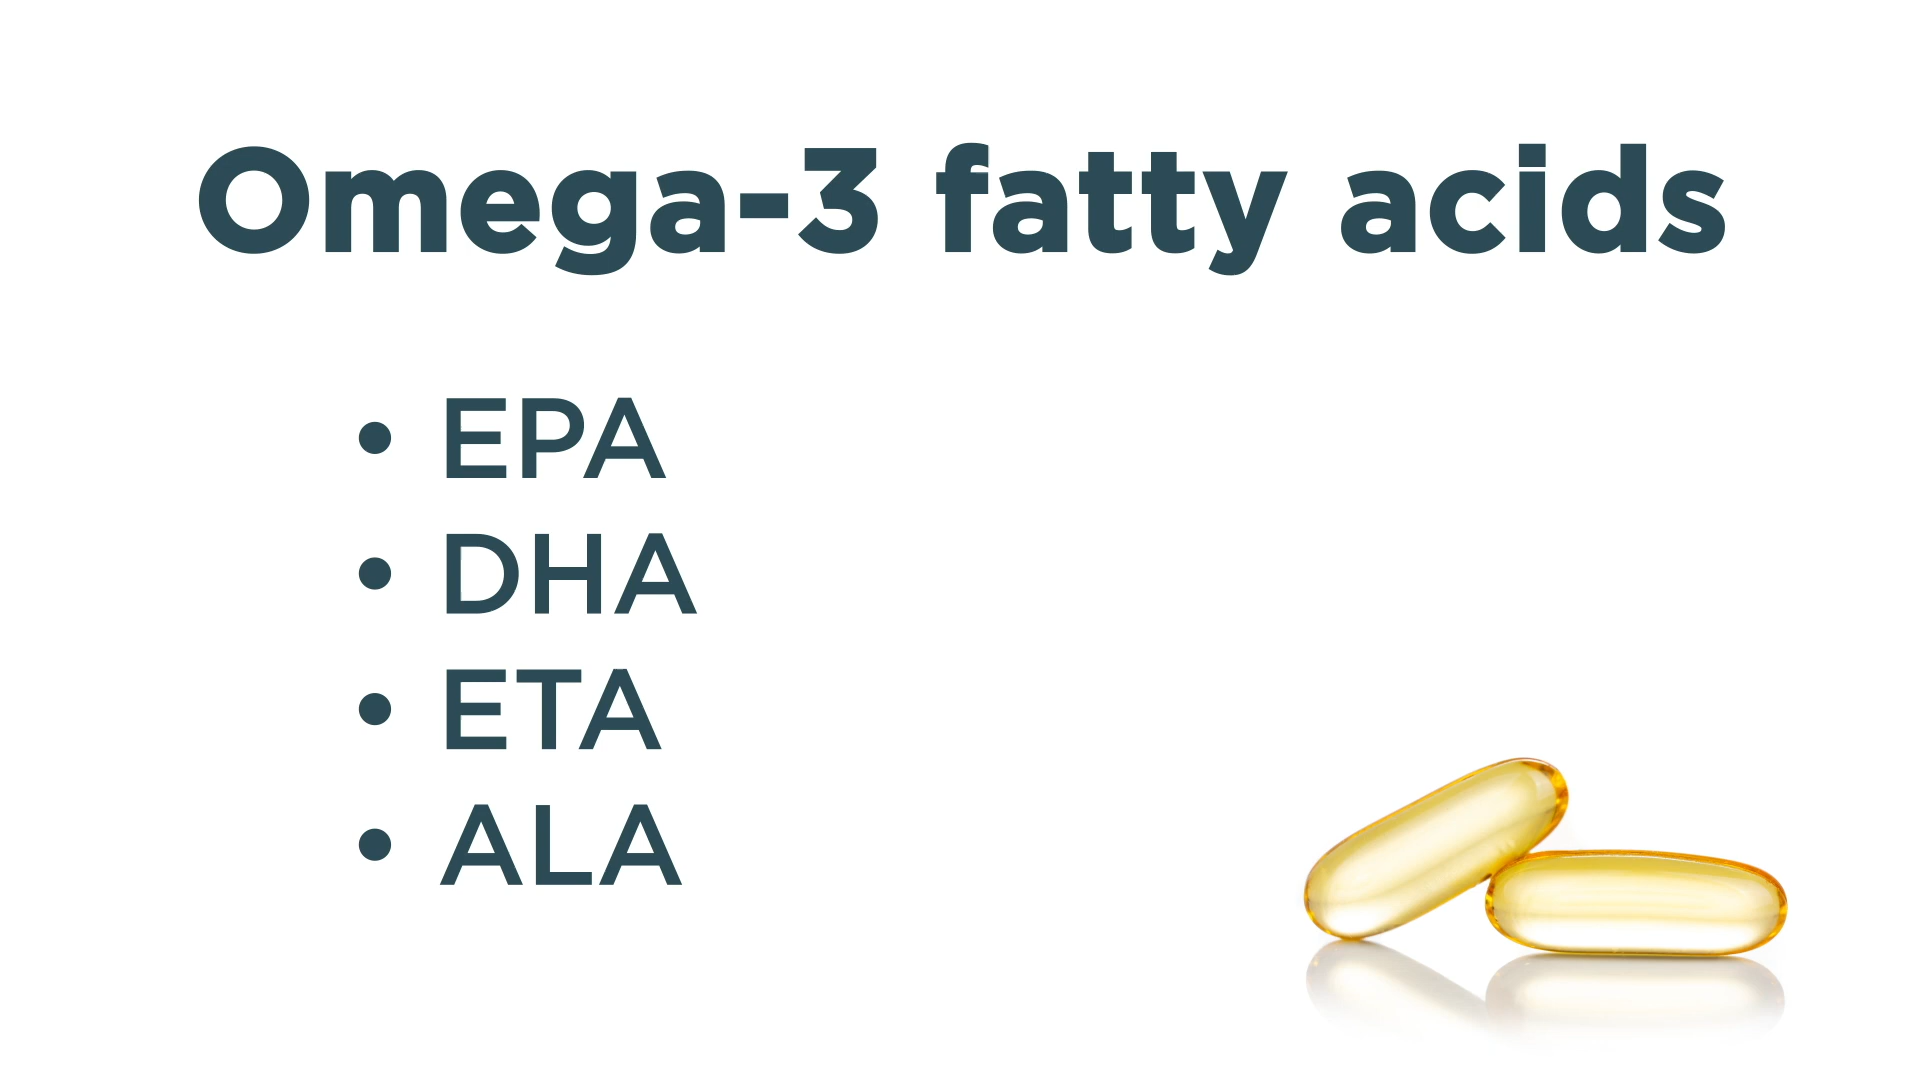 Omega-3 fatty acids
• EPA
• DHA
• ETA
• ALA